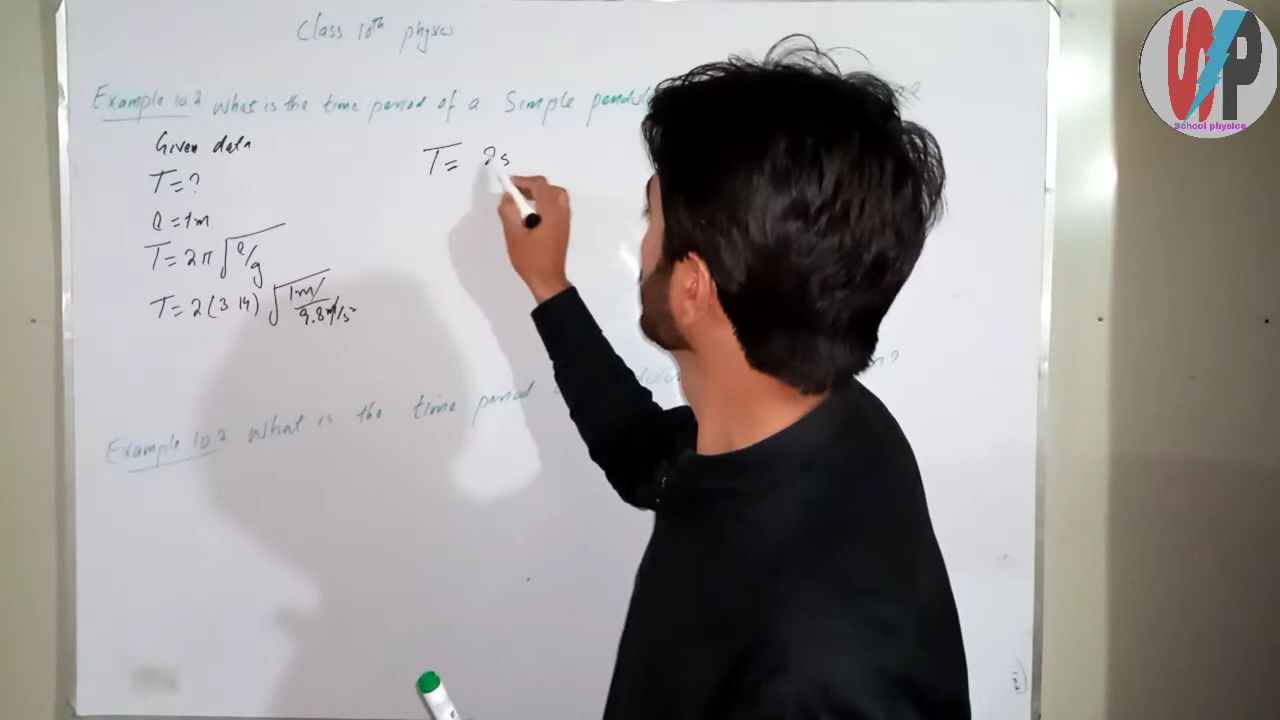 Class 10th physics
Example 10.2 What is the time period of a Simple
Given data
T = ?
l = 1m
T = 2π√l/g
T = 2(3.14)√1m/9.8m/s²
T = 2s
Example 10.2 What is the time period
SP
School physics